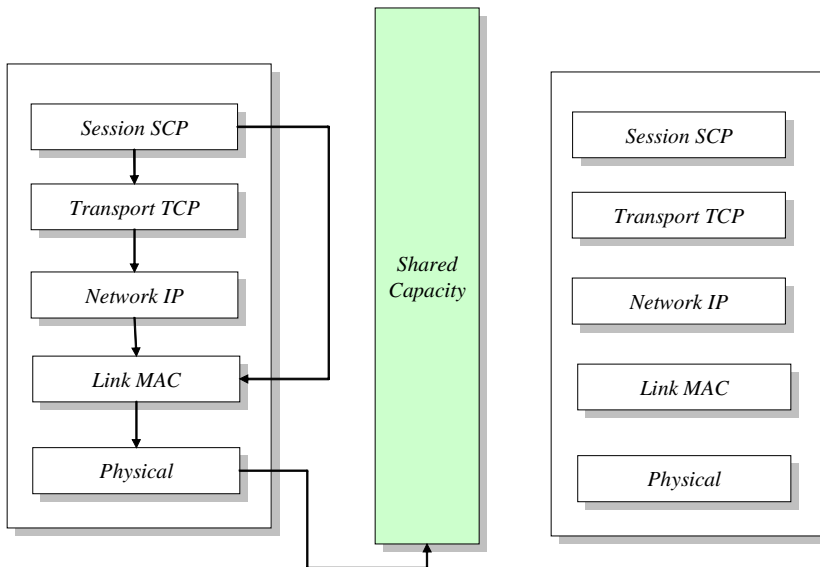 Session SCP
Transport TCP
Network IP
Link MAC
Physical
Shared
Capacity
Session SCP
Transport TCP
Network IP
Link MAC
Physical